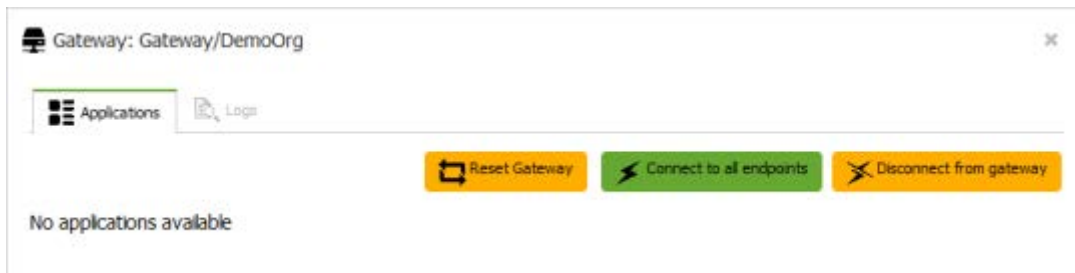 Gateway: Gateway/DemoOrg
Applications Logs
Reset Gateway Connect to all endpoints Disconnect from gateway
No applications available